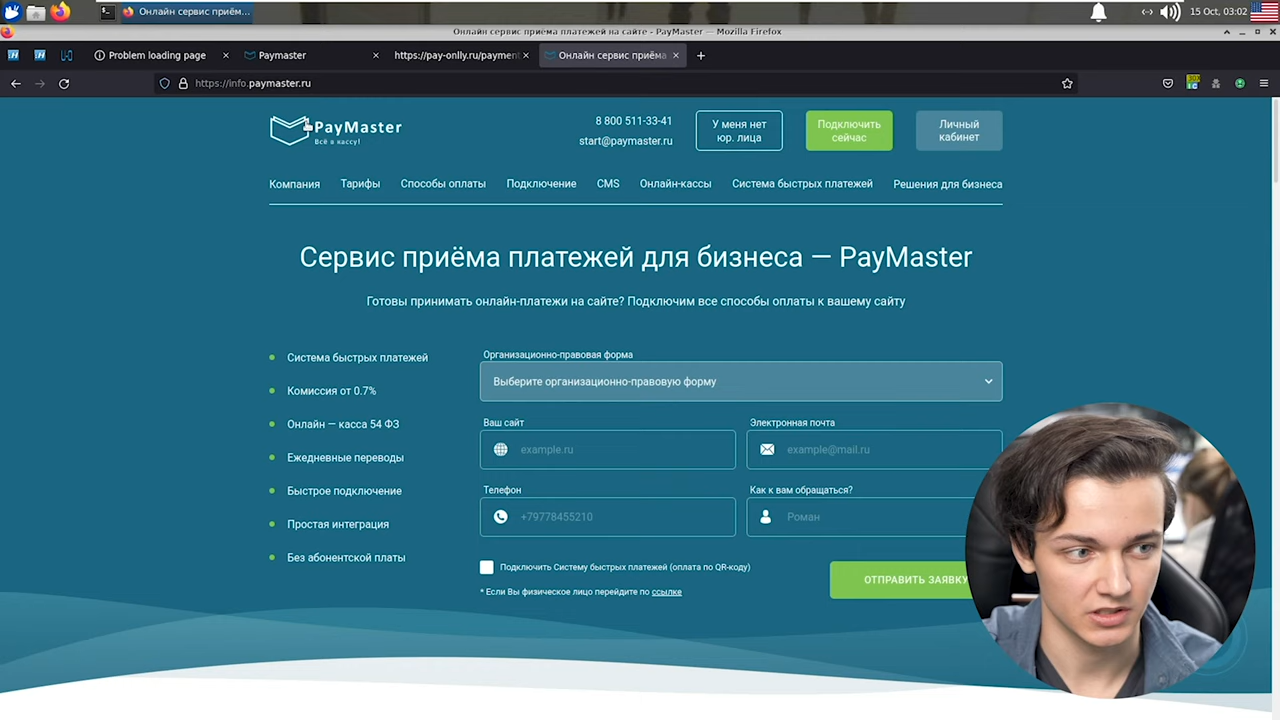 Онлайн сервис приём...
15 Oct, 03:02
Онлайн сервис приёма платежей на сайте - PayMaster — Mozilla Firefox
Problem loading page
Paymaster
https://pay-onlly.ru/payment
Онлайн сервис приёма
https://info.paymaster.ru
PayMaster
Всё в кассу!
8 800 511-33-41
start@paymaster.ru
У меня нет
юр. лица
Подключить
сейчас
Личный
кабинет
Компания
Тарифы
Способы оплаты
Подключение
CMS
Онлайн-кассы
Система быстрых платежей
Решения для бизнеса
Сервис приёма платежей для бизнеса — PayMaster
Готовы принимать онлайн-платежи на сайте? Подключим все способы оплаты к вашему сайту
Система быстрых платежей
Комиссия от 0.7%
Онлайн — касса 54 ФЗ
Ежедневные переводы
Быстрое подключение
Простая интеграция
Без абонентской платы
Организационно-правовая форма
Выберите организационно-правовую форму
Ваш сайт
example.ru
Электронная почта
example@mail.ru
Телефон
+79778455210
Как к вам обращаться?
Роман
Подключить Систему быстрых платежей (оплата по QR-коду)
* Если Вы физическое лицо перейдите по ссылке
ОТПРАВИТЬ ЗАЯВКУ